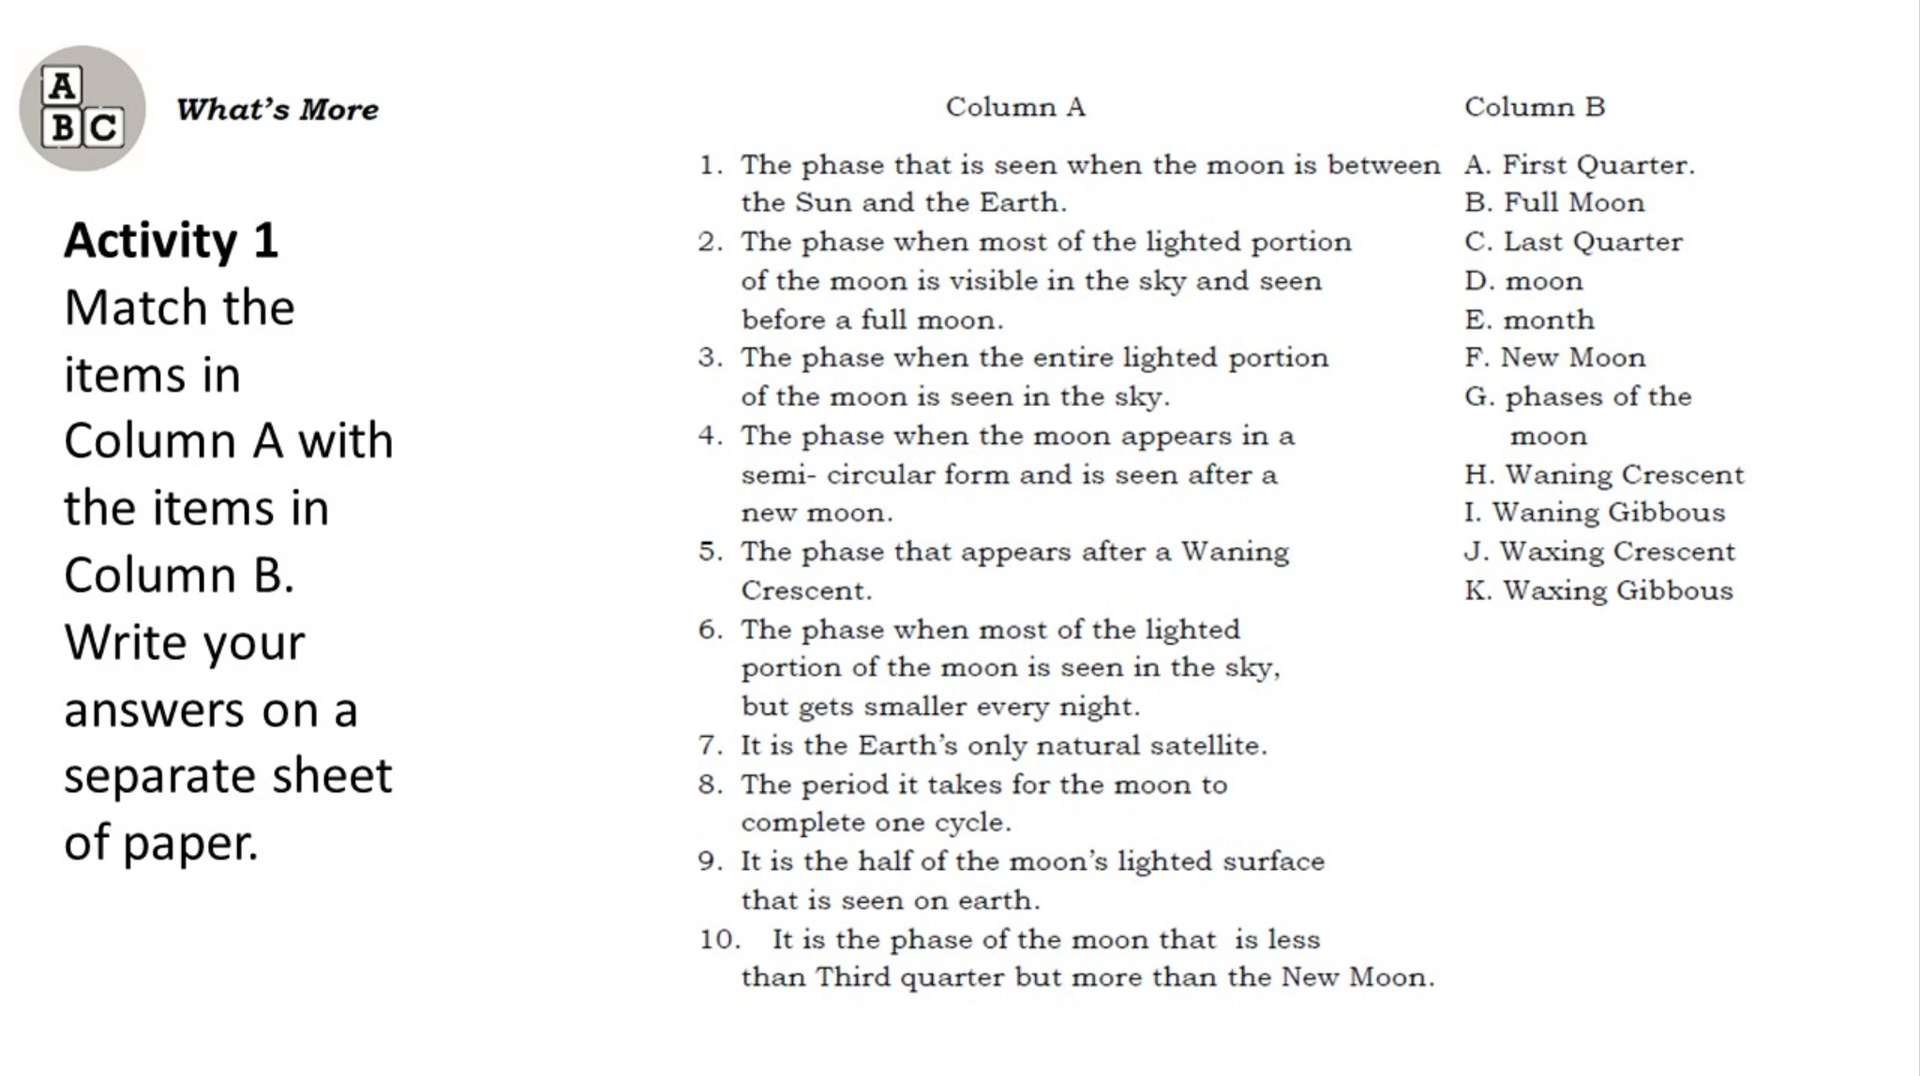 A
B C
What's More
Activity 1
Match the
items in
Column A with
the items in
Column B.
Write your
answers on a
separate sheet
of paper.
Column A
1. The phase that is seen when the moon is between
the Sun and the Earth.
2. The phase when most of the lighted portion
of the moon is visible in the sky and seen
before a full moon.
3. The phase when the entire lighted portion
of the moon is seen in the sky.
4. The phase when the moon appears in a
semi- circular form and is seen after a
new moon.
5. The phase that appears after a Waning
Crescent.
6. The phase when most of the lighted
portion of the moon is seen in the sky,
but gets smaller every night.
7. It is the Earth's only natural satellite.
8. The period it takes for the moon to
complete one cycle.
9. It is the half of the moon's lighted surface
that is seen on earth.
10. It is the phase of the moon that is less
than Third quarter but more than the New Moon.
Column B
A. First Quarter.
B. Full Moon
C. Last Quarter
D. moon
E. month
F. New Moon
G. phases of the
moon
H. Waning Crescent
I. Waning Gibbous
J. Waxing Crescent
K. Waxing Gibbous